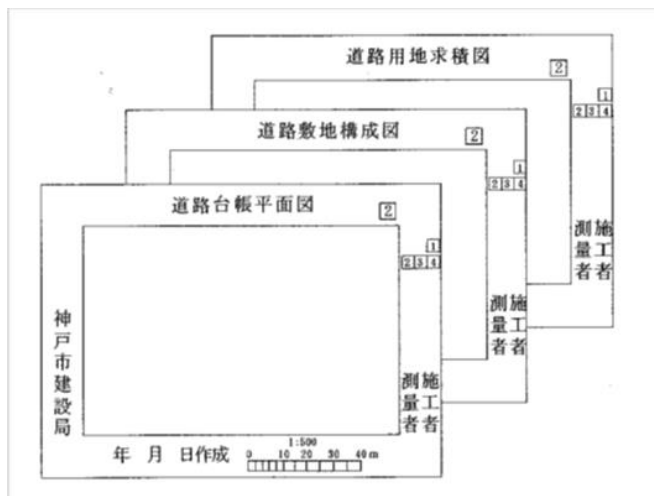 道路用地求積図
2
1
2 3 4
施工者
測量者
道路敷地構成図
2
1
2 3 4
施工者
測量者
道路台帳平面図
2
1
2 3 4
施工者
測量者
神戸市建設局
年 月 日作成
1:500
0 10 20 30 40m